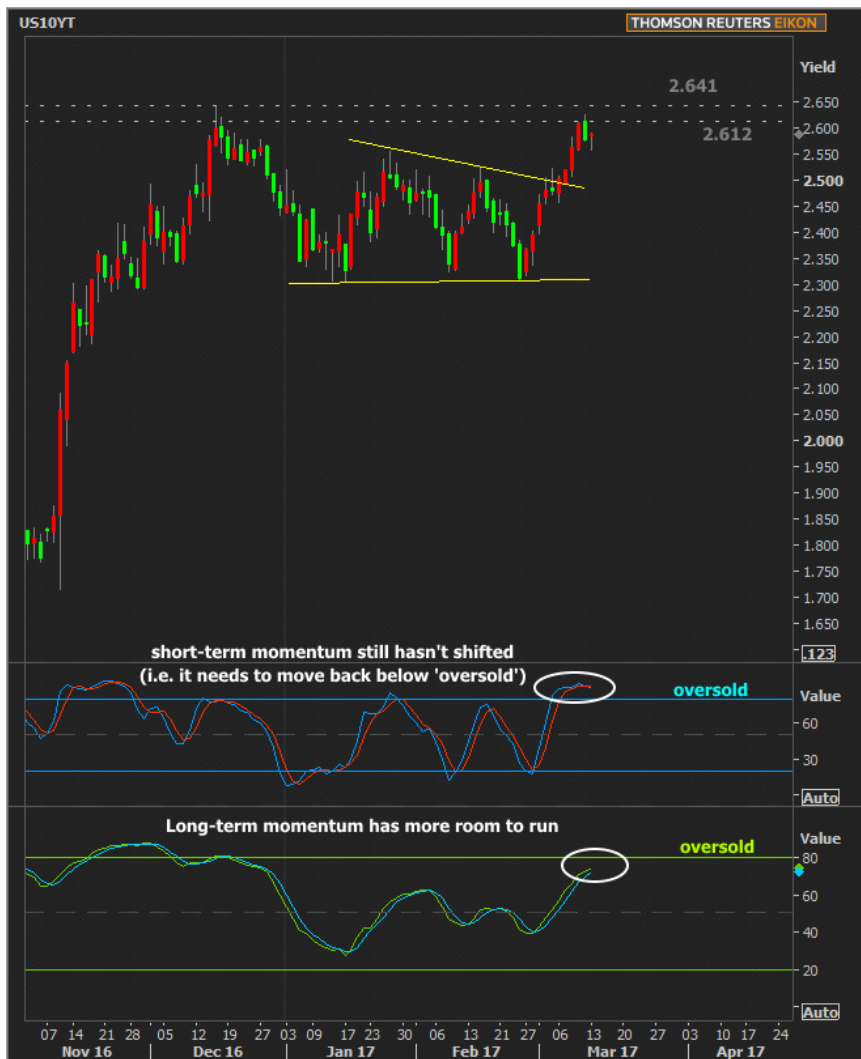 US10YT
THOMSON REUTERS EIKON
Yield
2.641
2.650
2.612
2.600
2.550
2.500
2.450
2.400
2.350
2.300
2.250
2.200
2.150
2.100
2.050
2.000
1.950
1.900
1.850
1.800
1.750
1.700
1.650
.123
short-term momentum still hasn't shifted
(i.e. it needs to move back below 'oversold')
oversold
Value
60
30
Auto
Long-term momentum has more room to run
oversold
Value
80
60
40
20
Auto
07 14 21 28 05 12 19 27 03 09 17 23 30 06 13 21 27 06 13 20 27 03 10 17 24
Nov 16 Dec 16 Jan 17 Feb 17 Mar 17 Apr 17